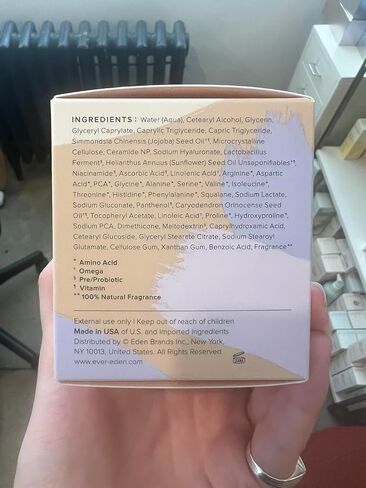 INGREDIENTS: Water (Aqua), Cetearyl Alcohol, Glycerin,
Glyceryl Caprylate, Caprylic Triglyceride, Capric Triglyceride,
Simmondsia Chinensis (Jojoba) Seed Oil*†, Microcrystalline
Cellulose, Ceramide NP, Sodium Hyaluronate, Lactobacillus
Ferment§, Helianthus Annuus (Sunflower) Seed Oil Unsaponifiables*†,
Niacinamide¶, Ascorbic Acid¶, Linolenic Acid†, Arginine*, Aspartic
Acid*, PCA*, Glycine*, Alanine*, Serine*, Valine*, Isoleucine*,
Threonine*, Histidine*, Phenylalanine*, Squalane, Sodium Lactate,
Sodium Gluconate, Panthenol¶, Caryodendron Orinocense Seed
Oil*†, Tocopheryl Acetate, Linoleic Acid*, Proline*, Hydroxyproline*,
Sodium PCA, Dimethicone, Maltodextrin§, Caprylhydroxamic Acid,
Cetearyl Glucoside, Glyceryl Stearate Citrate, Sodium Stearoyl
Glutamate, Cellulose Gum, Xanthan Gum, Benzoic Acid, Fragrance**
* Amino Acid
† Omega
§ Pre/Probiotic
¶ Vitamin
** 100% Natural Fragrance
External use only | Keep out of reach of children
Made in USA of U.S. and imported ingredients
Distributed by © Eden Brands Inc., New York,
NY 10013, United States. All Rights Reserved.
www.ever-eden.com